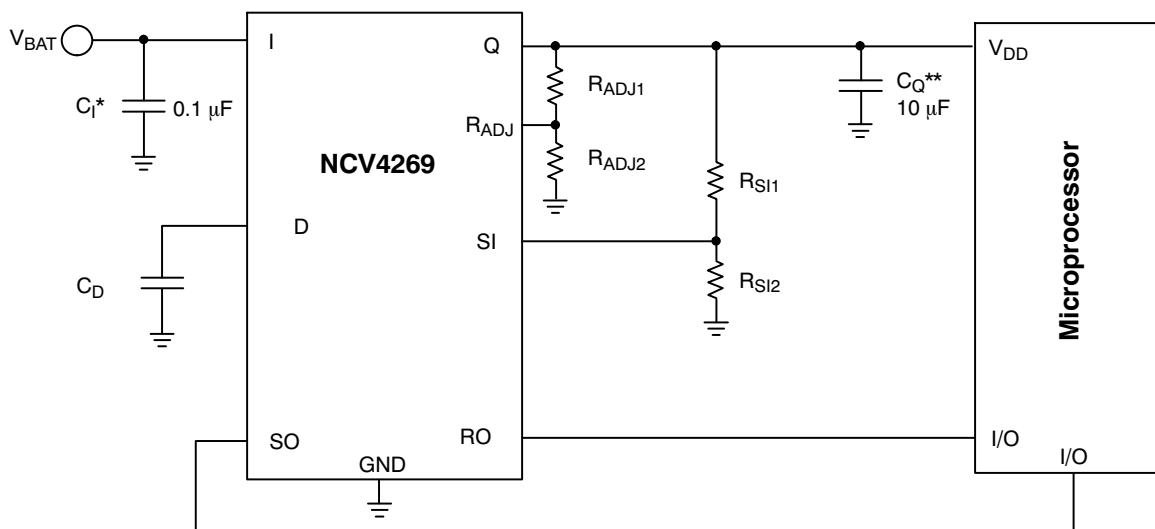 V_BAT
I
Q
V_DD
C_I*
0.1 μF
R_ADJ1
C_Q**
10 μF
R_ADJ
NCV4269
R_ADJ2
R_SI1
D
SI
C_D
R_SI2
Microprocessor
SO
RO
I/O
GND
I/O